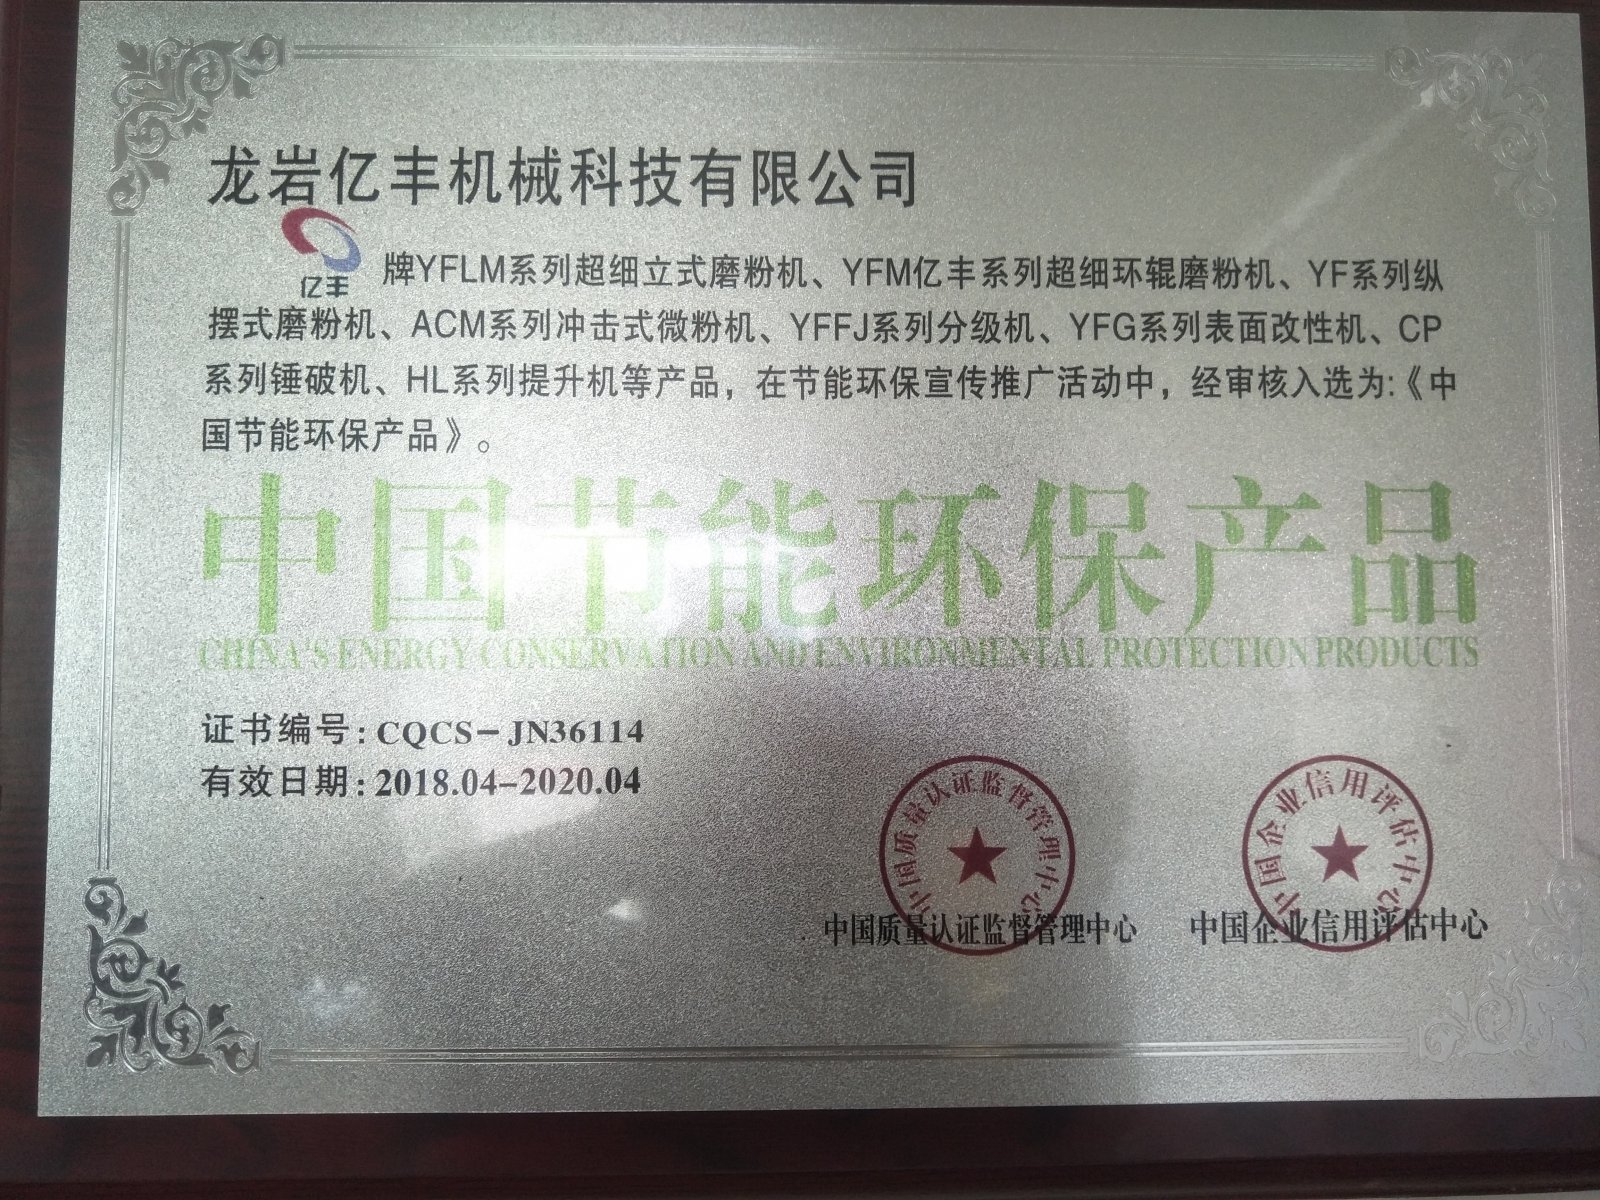 龙岩亿丰机械科技有限公司
亿丰
牌YFLM系列超细立式磨粉机、YFM亿丰系列超细环辊磨粉机、YF系列纵
摆式磨粉机、ACM系列冲击式微粉机、YFFJ系列分级机、YFG系列表面改性机、CP
系列锤破机、HL系列提升机等产品，在节能环保宣传推广活动中，经审核入选为:《中
国节能环保产品》。
中国节能环保产品
CHINA'S ENERGY CONSERVATION AND ENVIRONMENTAL PROTECTION PRODUCTS
证书编号: CQCS-JN36114
有效日期: 2018.04-2020.04
中国质量认证监督管理中心
中国企业信用评估中心
中国质量认证监督管理中心
中国企业信用评估中心